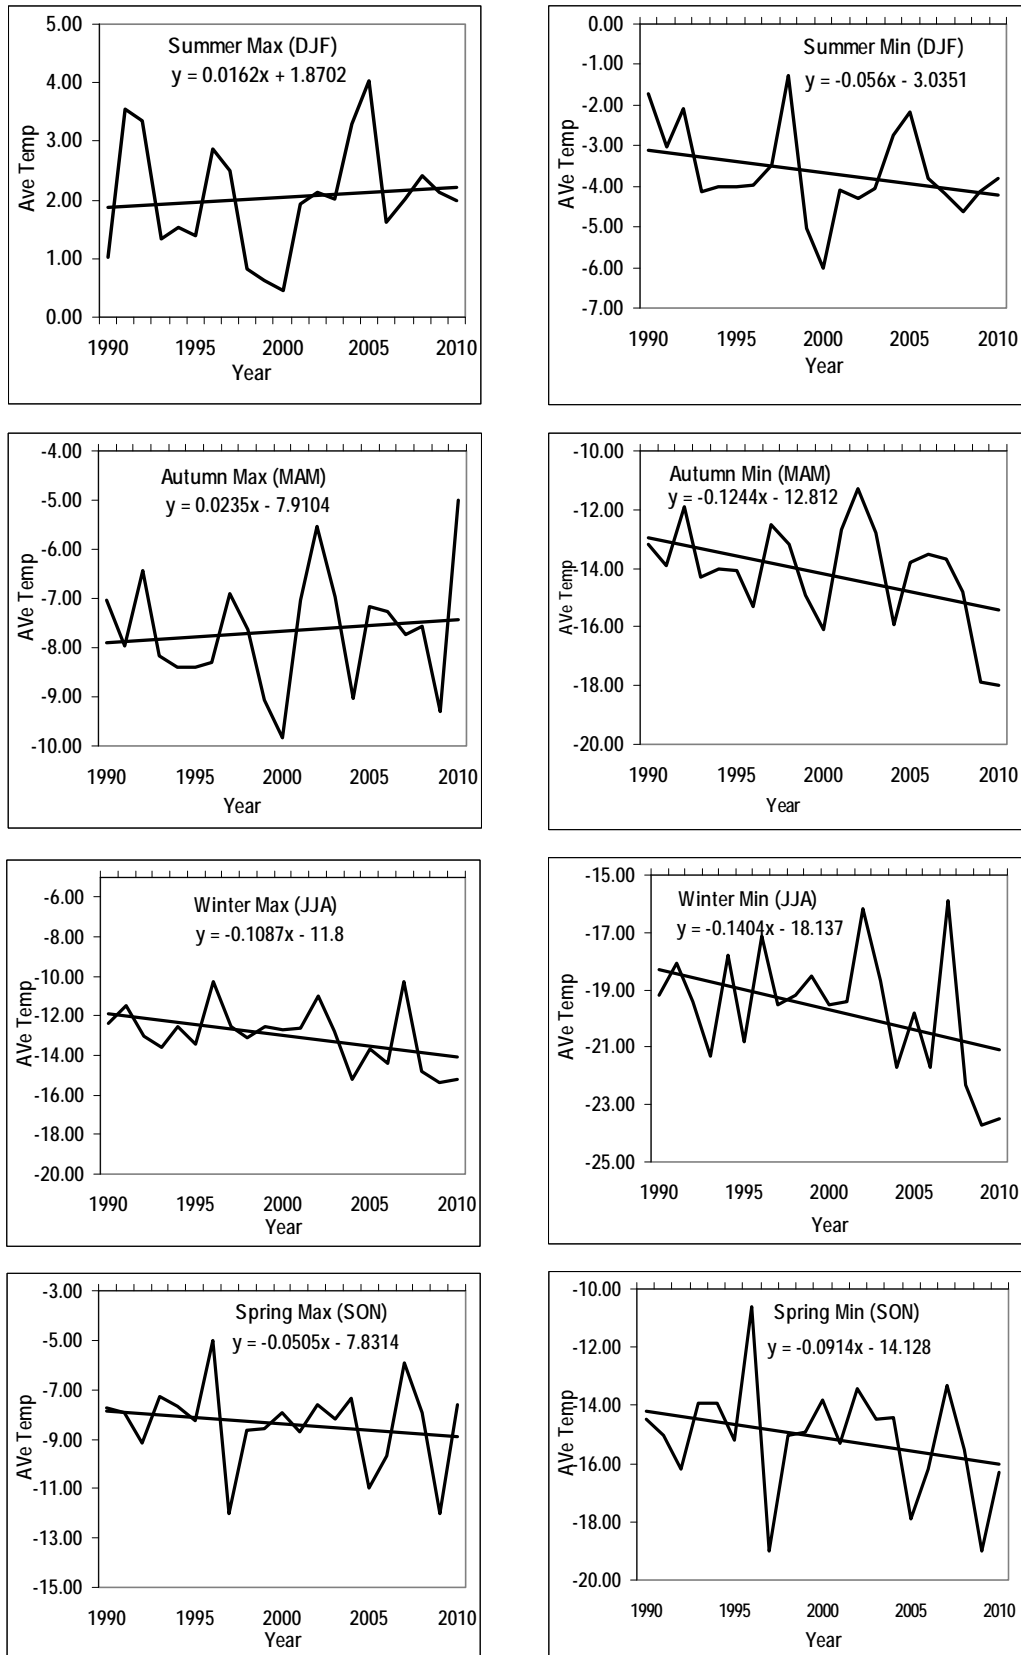 5.00
4.00
3.00
2.00
1.00
0.00
Ave Temp
Summer Max (DJF)
y = 0.0162x + 1.8702
1990 1995 2000 2005 2010
Year
0.00
-1.00
-2.00
-3.00
-4.00
-5.00
-6.00
-7.00
AVe Temp
Summer Min (DJF)
y = -0.056x - 3.0351
1990 1995 2000 2005 2010
Year
-4.00
-5.00
-6.00
-7.00
-8.00
-9.00
-10.00
AVe Temp
Autumn Max (MAM)
y = 0.0235x - 7.9104
1990 1995 2000 2005 2010
Year
-10.00
-12.00
-14.00
-16.00
-18.00
-20.00
AVe Temp
Autumn Min (MAM)
y = -0.1244x - 12.812
1990 1995 2000 2005 2010
Year
-6.00
-8.00
-10.00
-12.00
-14.00
-16.00
-18.00
-20.00
AVe Temp
Winter Max (JJA)
y = -0.1087x - 11.8
1990 1995 2000 2005 2010
Year
-15.00
-17.00
-19.00
-21.00
-23.00
-25.00
AVe Temp
Winter Min (JJA)
y = -0.1404x - 18.137
1990 1995 2000 2005 2010
Year
-3.00
-5.00
-7.00
-9.00
-11.00
-13.00
-15.00
AVe Temp
Spring Max (SON)
y = -0.0505x - 7.8314
1990 1995 2000 2005 2010
Year
-10.00
-12.00
-14.00
-16.00
-18.00
-20.00
AVe Temp
Spring Min (SON)
y = -0.0914x - 14.128
1990 1995 2000 2005 2010
Year